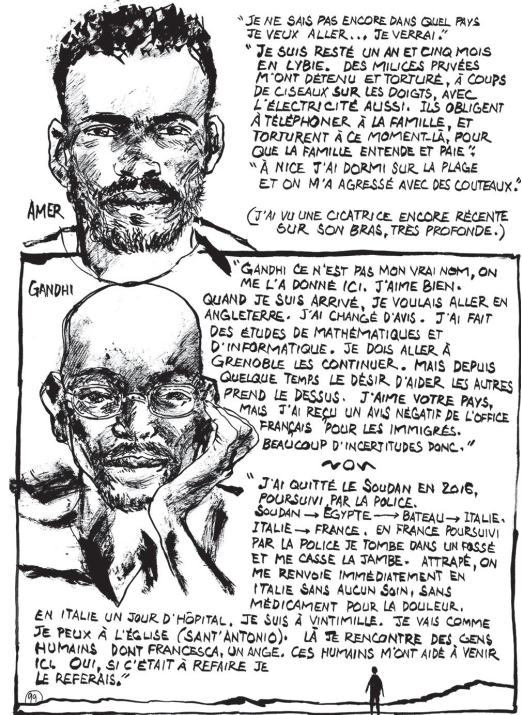 "JE NE SAIS PAS ENCORE DANS QUEL PAYS
JE VEUX ALLER..., JE VERRAI."
"JE SUIS RESTÉ UN AN ET CINQ MOIS
EN LYBIE. DES MILICES PRIVÉES
M'ONT DÉTENU ET TORTURÉ, À COUPS
DE CISEAUX SUR LES DOIGTS, AVEC
L'ÉLECTRICITÉ AUSSI. ILS OBLIGENT
À TÉLÉPHONER À LA FAMILLE, ET
TORTURENT À CE MOMENT-LÀ, POUR
QUE LA FAMILLE ENTENDE ET PAIE".
"À NICE J'AI DORMI SUR LA PLAGE
ET ON M'A AGRESSÉ AVEC DES COUTEAUX."
AMER
(J'AI VU UNE CICATRICE ENCORE RÉCENTE
SUR SON BRAS, TRÈS PROFONDE.)
GANDHI
"GANDHI CE N'EST PAS MON VRAI NOM, ON
ME L'A DONNÉ ICI. J'AIME BIEN.
QUAND JE SUIS ARRIVÉ, JE VOULAIS ALLER EN
ANGLETERRE. J'AI CHANGÉ D'AVIS. J'AI FAIT
DES ÉTUDES DE MATHÉMATIQUES ET
D'INFORMATIQUE. JE DOIS ALLER À
GRENOBLE LES CONTINUER. MAIS DEPUIS
QUELQUE TEMPS LE DÉSIR D'AIDER LES AUTRES
PREND LE DESSUS. J'AIME VOTRE PAYS,
MAIS J'AI REÇU UN AVIS NÉGATIF DE L'OFFICE
FRANÇAIS POUR LES IMMIGRÉS.
BEAUCOUP D'INCERTITUDES DONC."
"J'AI QUITTÉ LE SOUDAN EN 2016,
POURSUIVI PAR LA POLICE.
SOUDAN → ÉGYPTE → BATEAU → ITALIE.
ITALIE → FRANCE. EN FRANCE POURSUIVI
PAR LA POLICE JE TOMBE DANS UN FOSSÉ
ET ME CASSE LA JAMBE. ATTRAPÉ, ON
ME RENVOIE IMMÉDIATEMENT EN
ITALIE SANS AUCUN SOIN, SANS
MÉDICAMENT POUR LA DOULEUR.
EN ITALIE UN JOUR D'HÔPITAL. JE SUIS À VINTIMILLE. JE VAIS COMME
JE PEUX À L'ÉGLISE (SANT'ANTONIO). LÀ JE RENCONTRE DES GENS
HUMAINS DONT FRANCESCA, UN ANGE. CES HUMAINS M'ONT AIDÉ À VENIR
ICI. OUI, SI C'ÉTAIT À REFAIRE JE
LE REFERAIS."
99